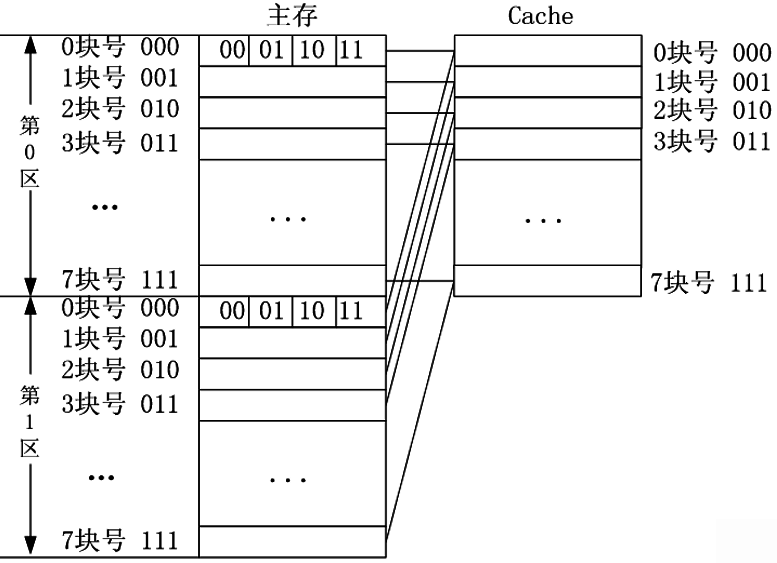 主存 Cache
0块号 000 00 01 10 11 0块号 000
1块号 001 1块号 001
2块号 010 2块号 010
3块号 011 3块号 011
第0区
... ... ...
7块号 111 7块号 111
0块号 000 00 01 10 11
1块号 001
2块号 010
3块号 011
第1区
... ...
7块号 111